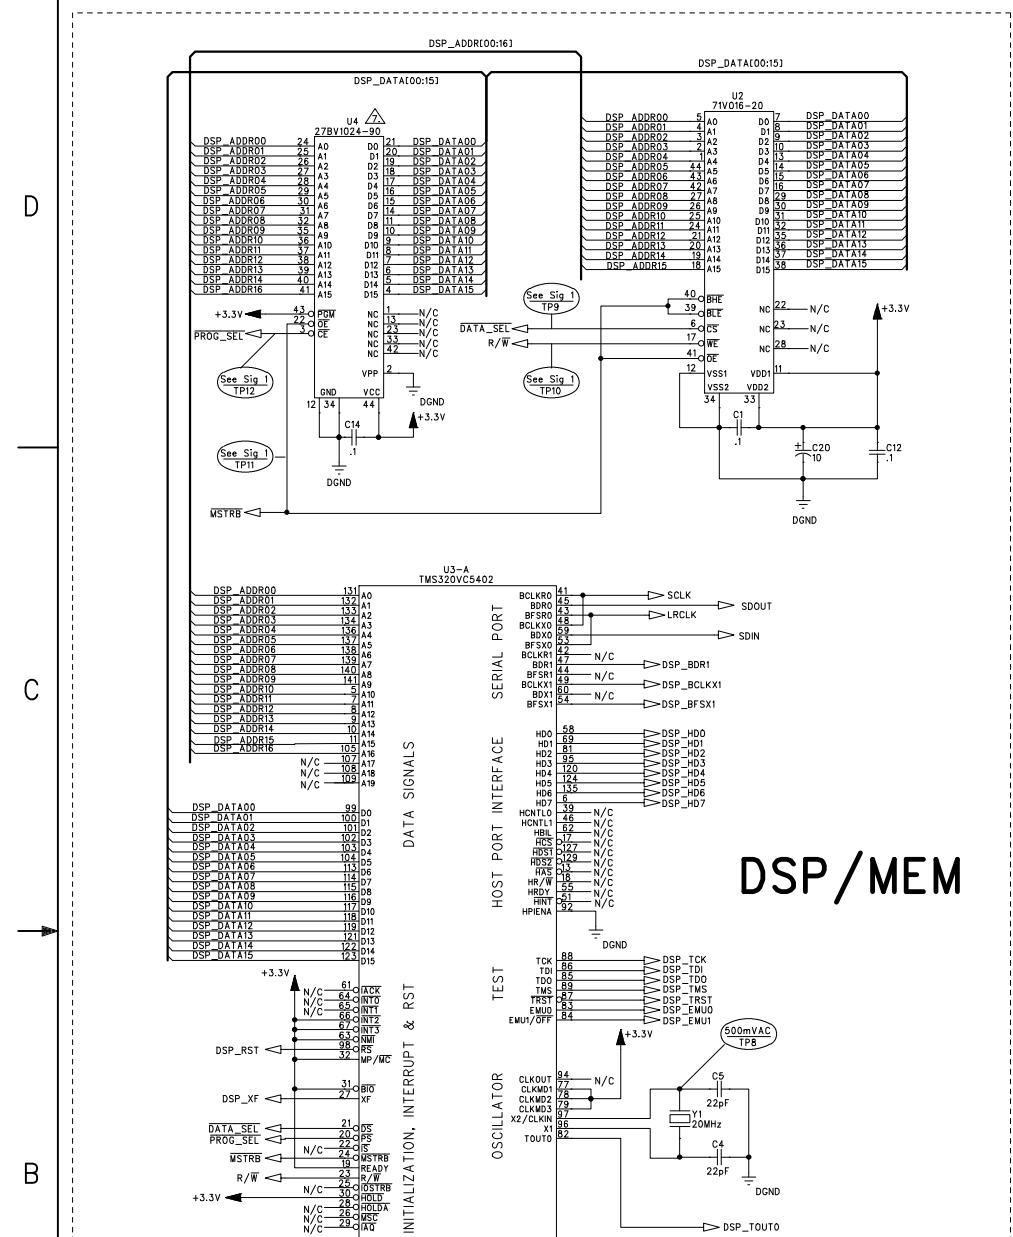 DSP_ADDR[00:16]
DSP_DATA[00:15]
DSP_DATA[00:15]
U4 7.
27BV1024-90
DSP_ADDR00 24 A0 D0 21 DSP_DATA00
DSP_ADDR01 25 A1 D1 20 DSP_DATA01
DSP_ADDR02 26 A2 D2 19 DSP_DATA02
DSP_ADDR03 27 A3 D3 18 DSP_DATA03
DSP_ADDR04 28 A4 D4 17 DSP_DATA04
DSP_ADDR05 29 A5 D5 16 DSP_DATA05
DSP_ADDR06 30 A6 D6 15 DSP_DATA06
DSP_ADDR07 31 A7 D7 14 DSP_DATA07
DSP_ADDR08 32 A8 D8 11 DSP_DATA08
DSP_ADDR09 35 A9 D9 10 DSP_DATA09
DSP_ADDR10 36 A10 D10 9 DSP_DATA10
DSP_ADDR11 37 A11 D11 8 DSP_DATA11
DSP_ADDR12 38 A12 D12 7 DSP_DATA12
DSP_ADDR13 39 A13 D13 6 DSP_DATA13
DSP_ADDR14 40 A14 D14 5 DSP_DATA14
DSP_ADDR16 41 A15 D15 4 DSP_DATA15
+3.3V 43 PGM NC 1 N/C
22 OE NC 13 N/C
PROG_SEL 3 CE NC 23 N/C
NC 33 N/C
NC 42 N/C
VPP 2
DGND
See Sig 1
TP12
GND VCC
12 34 44
+3.3V
C14
.1
DGND
See Sig 1
TP11
MSTRB
U2
71V016-20
DSP_ADDR00 5 A0 D0 7 DSP_DATA00
DSP_ADDR01 4 A1 D1 8 DSP_DATA01
DSP_ADDR02 3 A2 D2 9 DSP_DATA02
DSP_ADDR03 2 A3 D3 10 DSP_DATA03
DSP_ADDR04 1 A4 D4 13 DSP_DATA04
DSP_ADDR05 44 A5 D5 14 DSP_DATA05
DSP_ADDR06 43 A6 D6 15 DSP_DATA06
DSP_ADDR07 42 A7 D7 16 DSP_DATA07
DSP_ADDR08 27 A8 D8 29 DSP_DATA08
DSP_ADDR09 26 A9 D9 30 DSP_DATA09
DSP_ADDR10 25 A10 D10 31 DSP_DATA10
DSP_ADDR11 24 A11 D11 32 DSP_DATA11
DSP_ADDR12 21 A12 D12 35 DSP_DATA12
DSP_ADDR13 20 A13 D13 36 DSP_DATA13
DSP_ADDR14 19 A14 D14 37 DSP_DATA14
DSP_ADDR15 18 A15 D15 38 DSP_DATA15
See Sig 1
TP9
40 BHE
39 BLE NC 22 N/C
DATA_SEL 6 CS NC 23 N/C
R/W 17 WE
41 OE NC 28 N/C
+3.3V
12 VSS1 VDD1 11
VSS2 VDD2
34 33
See Sig 1
TP10
C1
.1
C20
+
10
C12
.1
DGND
D
U3-A
TMS320VC5402
DSP_ADDR00 131 A0
DSP_ADDR01 132 A1
DSP_ADDR02 133 A2
DSP_ADDR03 134 A3
DSP_ADDR04 136 A4
DSP_ADDR05 137 A5
DSP_ADDR06 138 A6
DSP_ADDR07 139 A7
DSP_ADDR08 140 A8
DSP_ADDR09 141 A9
DSP_ADDR10 5 A10
DSP_ADDR11 7 A11
DSP_ADDR12 8 A12
DSP_ADDR13 9 A13
DSP_ADDR14 10 A14
DSP_ADDR15 11 A15
DSP_ADDR16 105 A16
N/C 107 A17
N/C 108 A18
N/C 109 A19
DATA SIGNALS
DSP_DATA00 99 D0
DSP_DATA01 100 D1
DSP_DATA02 101 D2
DSP_DATA03 102 D3
DSP_DATA04 103 D4
DSP_DATA05 104 D5
DSP_DATA06 113 D6
DSP_DATA07 114 D7
DSP_DATA08 115 D8
DSP_DATA09 116 D9
DSP_DATA10 117 D10
DSP_DATA11 118 D11
DSP_DATA12 119 D12
DSP_DATA13 121 D13
DSP_DATA14 122 D14
DSP_DATA15 123 D15
C
SERIAL PORT
BCLKR0 41 SCLK
BDR0 45 SDOUT
BFSR0 43 LRCLK
BCLKX0 48
BDX0 59 SDIN
BFSX0 53
BCLKR1 42 N/C
BDR1 47 DSP_BDR1
BFSR1 44 N/C
BCLKX1 49 DSP_BCLKX1
BDX1 60 N/C
BFSX1 54 DSP_BFSX1
HOST PORT INTERFACE
HD0 58 DSP_HD0
HD1 69 DSP_HD1
HD2 81 DSP_HD2
HD3 95 DSP_HD3
HD4 120 DSP_HD4
HD5 124 DSP_HD5
HD6 135 DSP_HD6
HD7 6 DSP_HD7
HCNTL0 39 N/C
HCNTL1 46 N/C
HBIL 62 N/C
HCS 17 N/C
HDS1 127 N/C
HDS2 129 N/C
HAS 13 N/C
HR/W 18 N/C
HRDY 55 N/C
HINT 51 N/C
HPIENA 92
DGND
DSP/MEM
TEST
TCK 88 DSP_TCK
TDI 86 DSP_TDI
TDO 85 DSP_TDO
TMS 89 DSP_TMS
TRST 87 DSP_TRST
EMU0 83 DSP_EMU0
EMU1/OFF 84 DSP_EMU1
+3.3V
INITIALIZATION, INTERRUPT & RST
N/C 61 IACK
N/C 64 INT0
N/C 65 INT1
66 INT2
67 INT3
63 NMI
DSP_RST 98 RS
32 MP/MC
31 BIO
DSP_XF 27 XF
DATA_SEL 21 DS
PROG_SEL 20 PS
N/C 22 IS
MSTRB 24 MSTRB
19 READY
R/W 23 R/W
N/C 25 IOSTRB
+3.3V 30 HOLD
N/C 28 HOLDA
N/C 26 MSC
N/C 29 IAQ
B
OSCILLATOR
+3.3V
CLKOUT 94 N/C
CLKMD1 77
CLKMD2 78
CLKMD3 79
X2/CLKIN 97
X1 96
TOUT0 82
500mVAC
TP8
Y1
20MHz
C5
22pF
C4
22pF
DGND
DSP_TOUT0